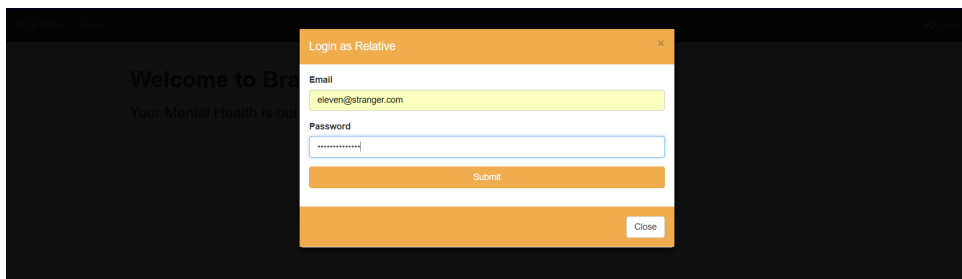 Login as Relative
×
Welcome to Bra
Email
eleven@stranger.com
Your Mental Health is our
Password
Submit
Close